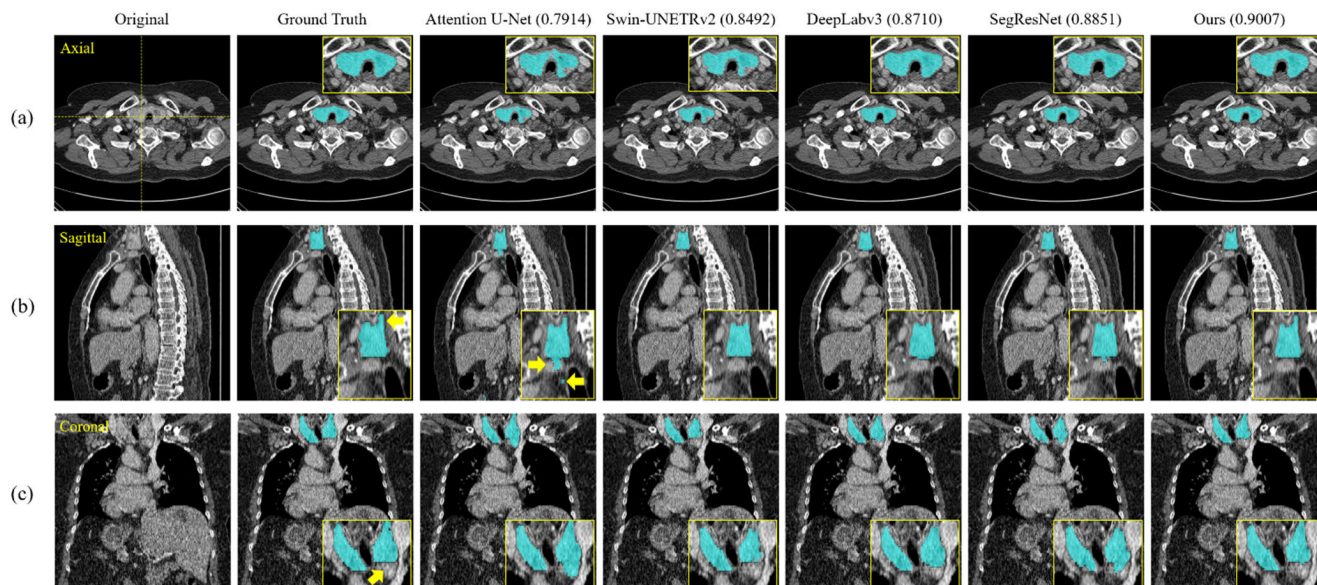 Original Ground Truth Attention U-Net (0.7914) Swin-UNETRv2 (0.8492) DeepLabv3 (0.8710) SegResNet (0.8851) Ours (0.9007)
Axial
(a)
Sagittal
(b)
Coronal
(c)